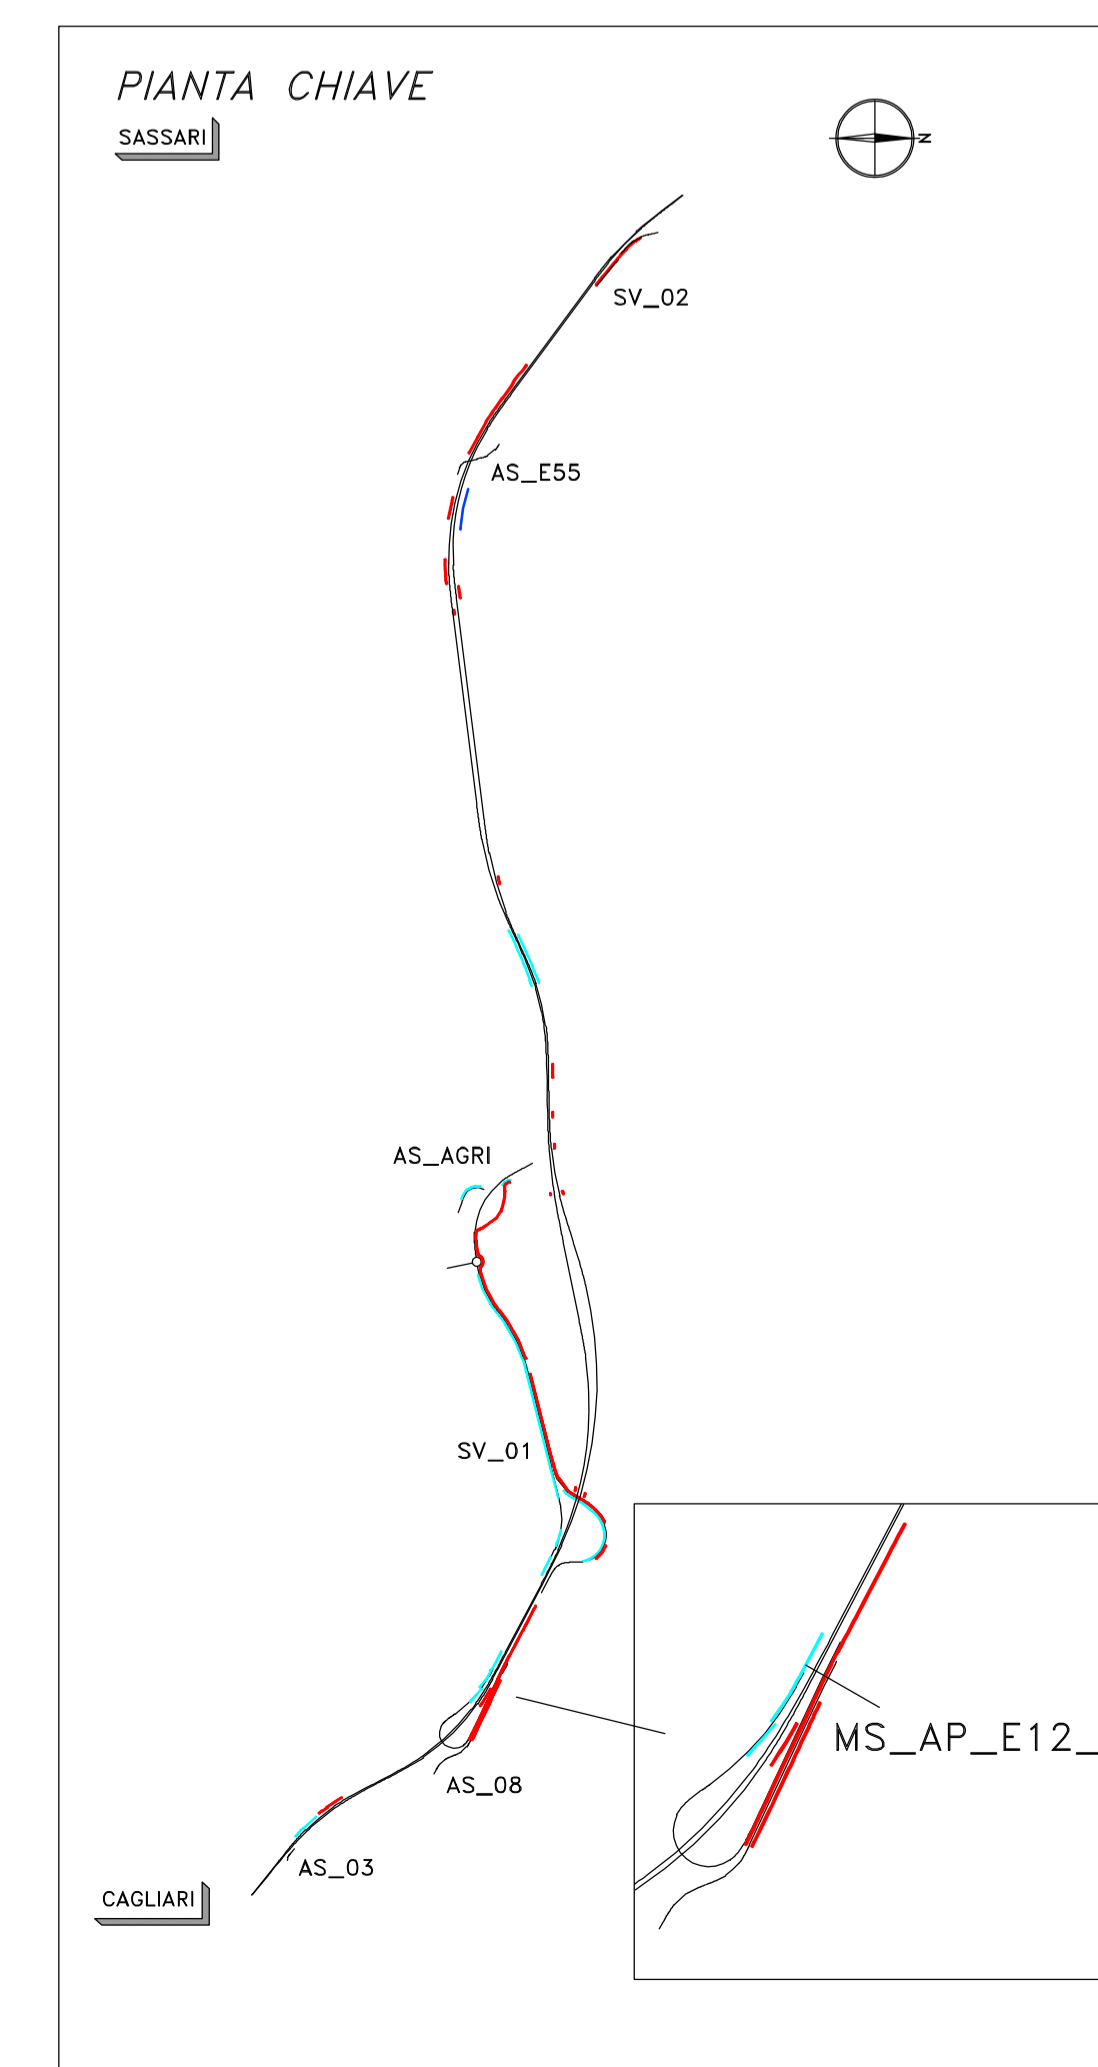 PIANTA CHIAVE
SASSARI
N
SV_02
AS_E55
AS_AGRI
SV_01
MS_AP_E12_
AS_08
AS_03
CAGLIARI